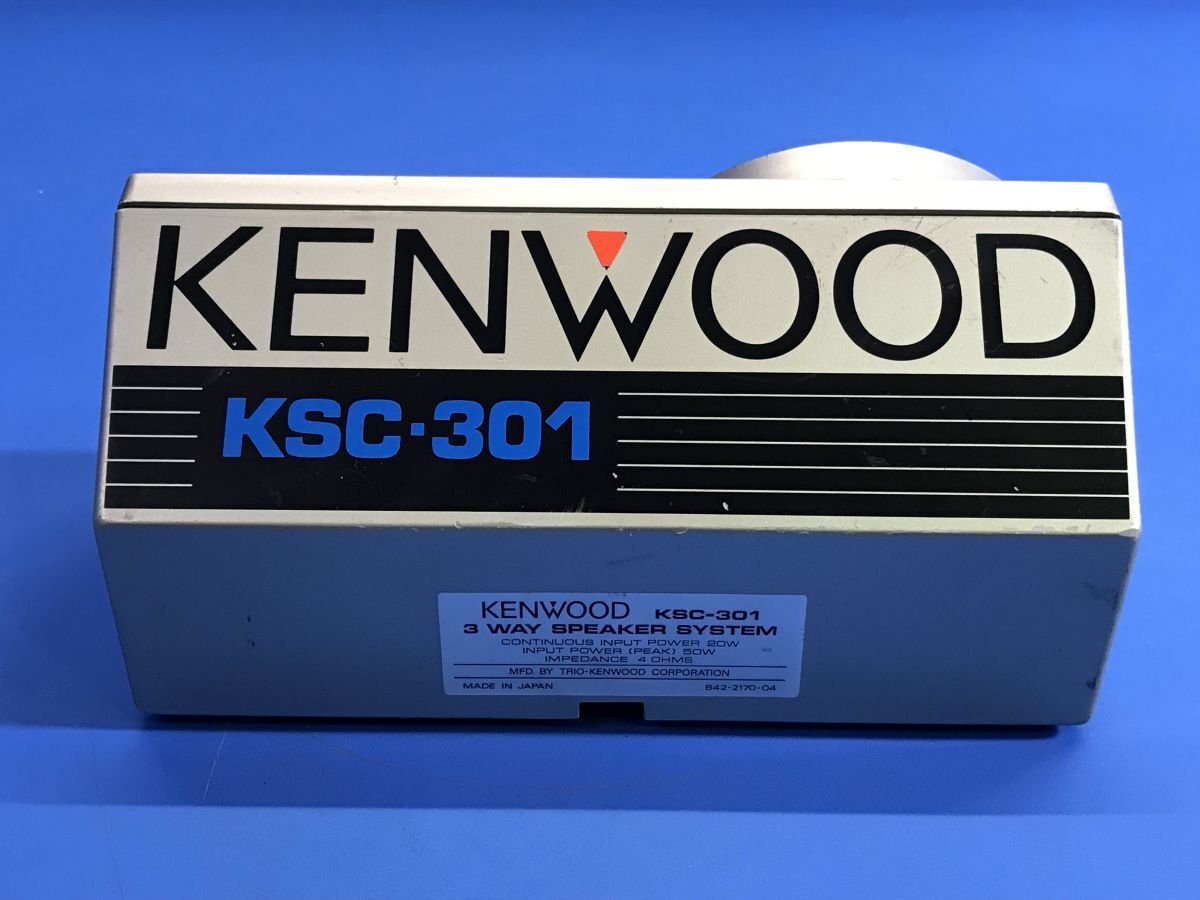 KENWOOD
KSC·301
KENWOOD KSC-301
3 WAY SPEAKER SYSTEM
CONTINUOUS INPUT POWER 20W
INPUT POWER (PEAK) 50W
IMPEDANCE 4 OHMS
MFD. BY TRIO-KENWOOD CORPORATION
MADE IN JAPAN B42-2170-04